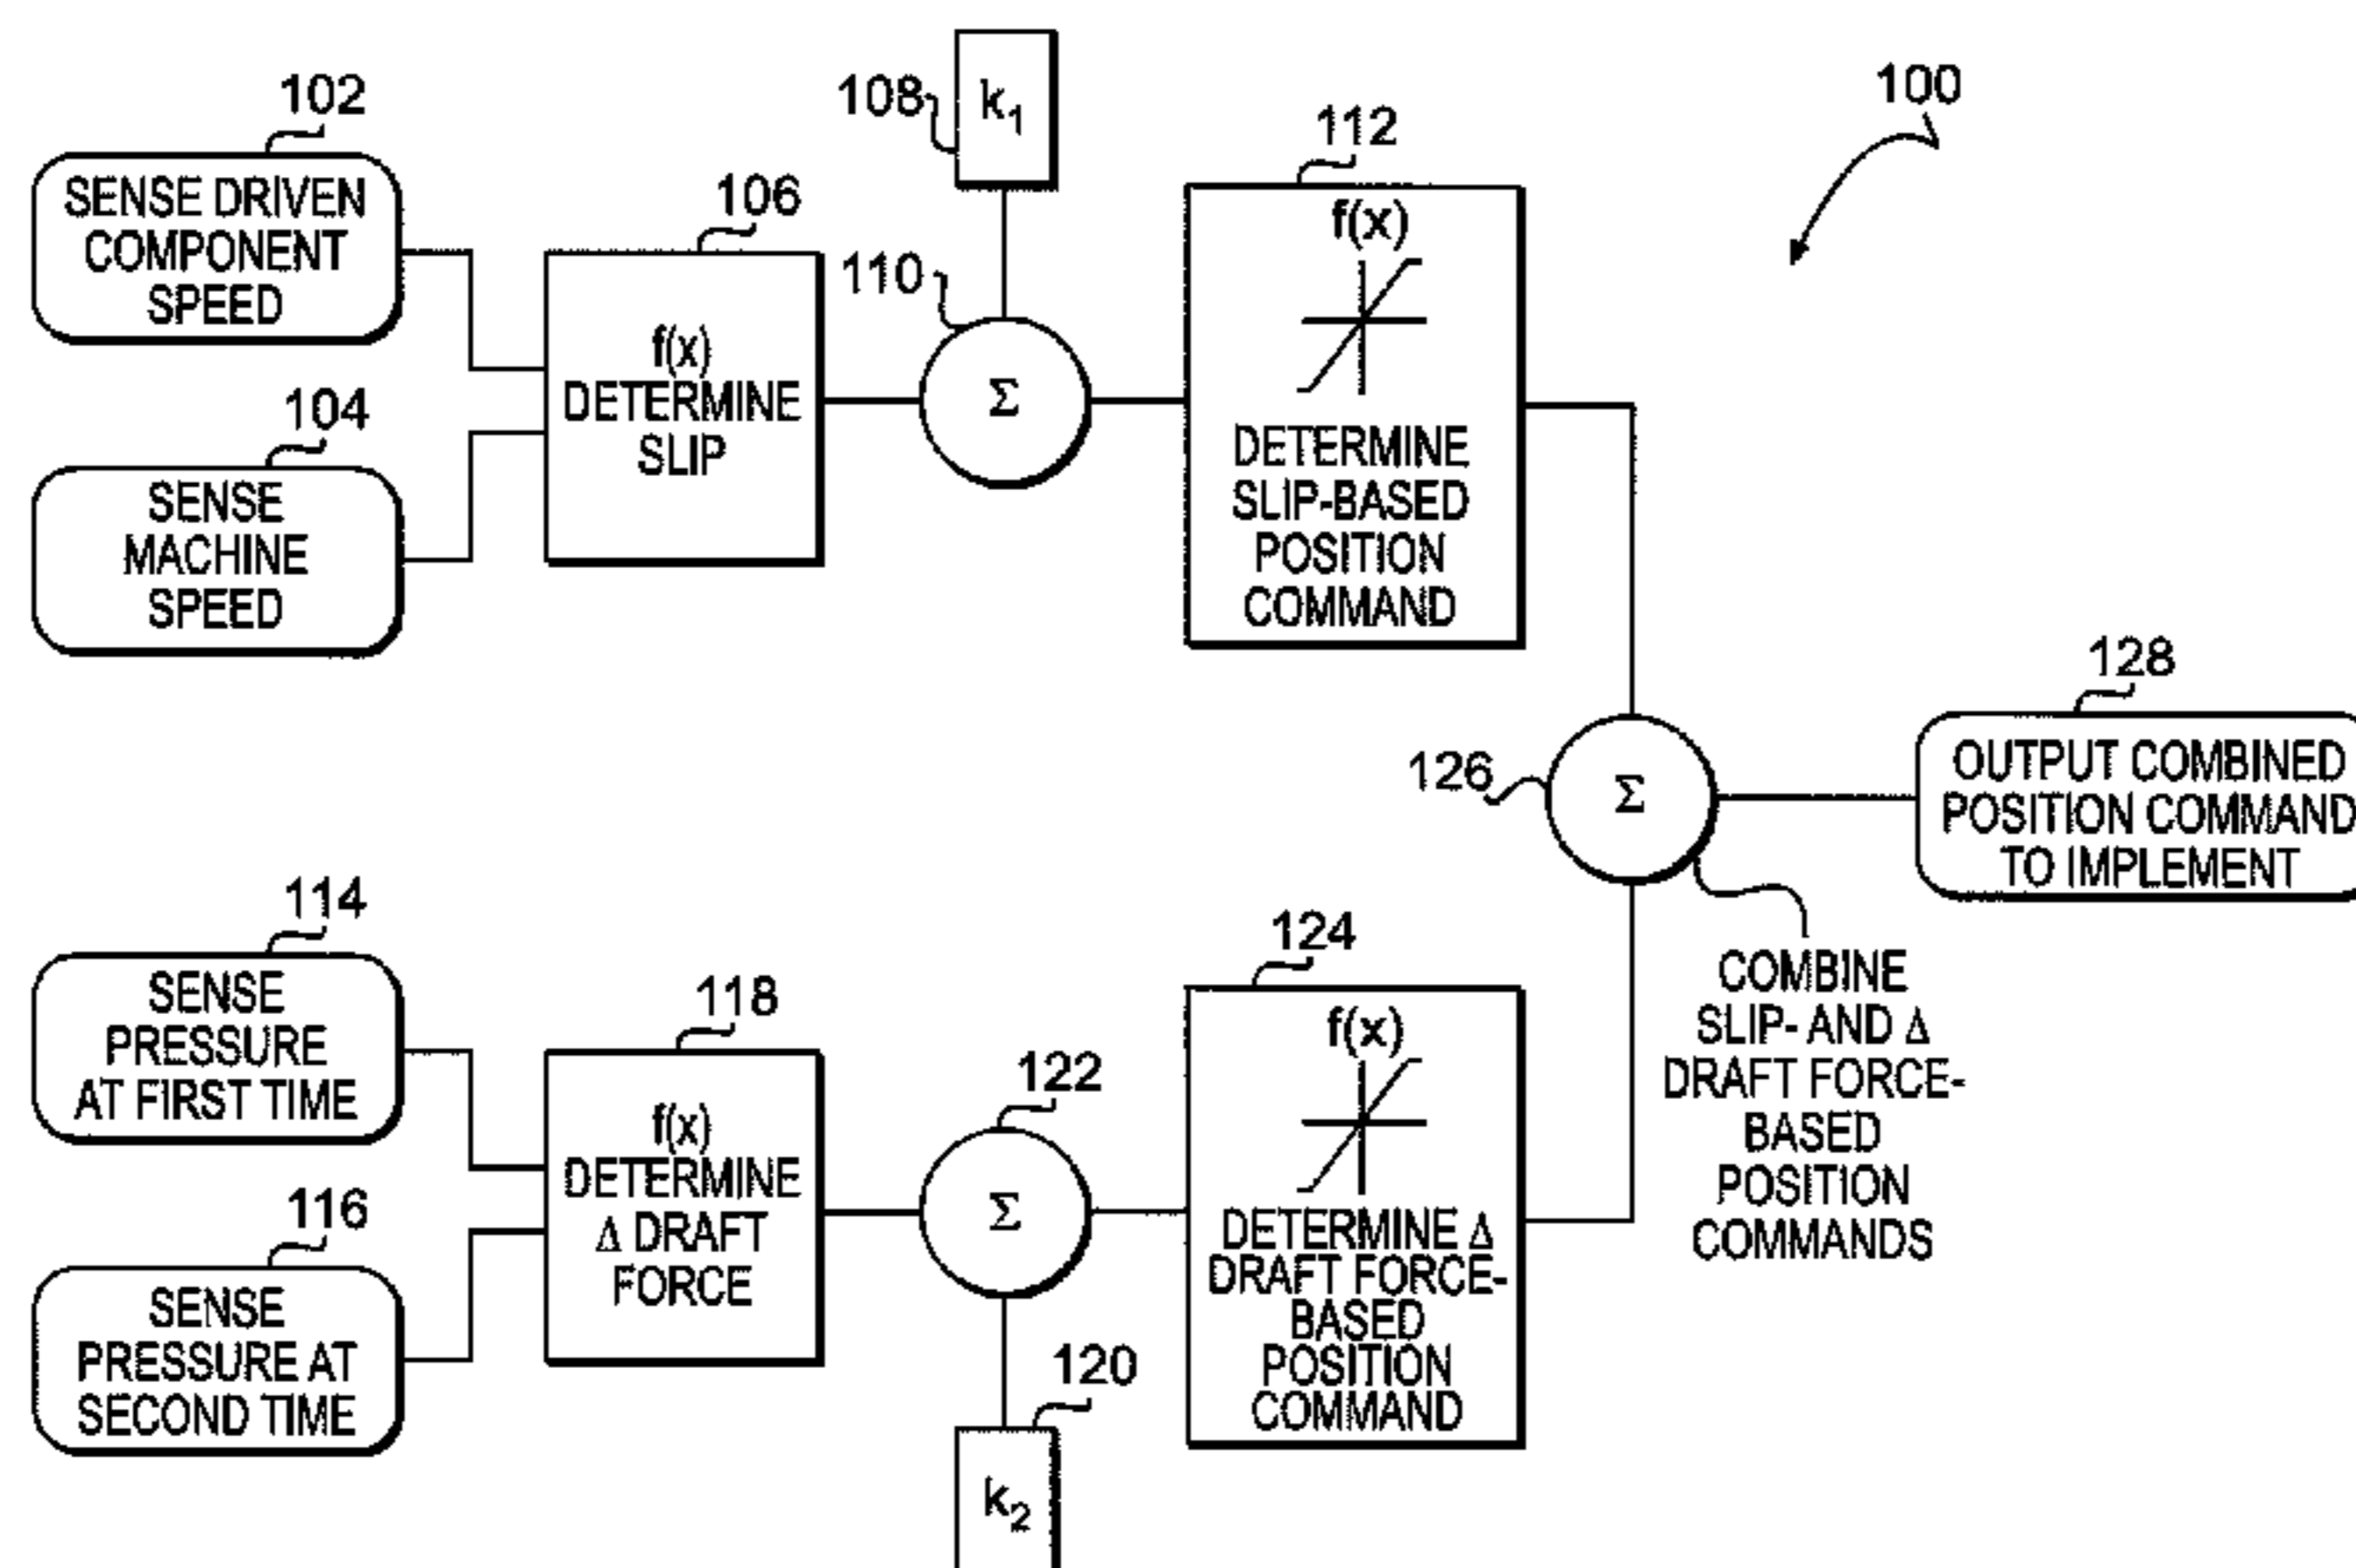 100
102
SENSE DRIVEN
COMPONENT
SPEED
104
SENSE
MACHINE
SPEED
106
f(x)
DETERMINE
SLIP
108
k₁
110
Σ
112
f(x)
DETERMINE
SLIP-BASED
POSITION
COMMAND
114
SENSE
PRESSURE
AT FIRST TIME
116
SENSE
PRESSURE AT
SECOND TIME
118
f(x)
DETERMINE
Δ DRAFT
FORCE
120
k₂
122
Σ
124
f(x)
DETERMINE Δ
DRAFT FORCE-
BASED
POSITION
COMMAND
126
Σ
COMBINE
SLIP- AND Δ
DRAFT FORCE-
BASED
POSITION
COMMANDS
128
OUTPUT COMBINED
POSITION COMMAND
TO IMPLEMENT